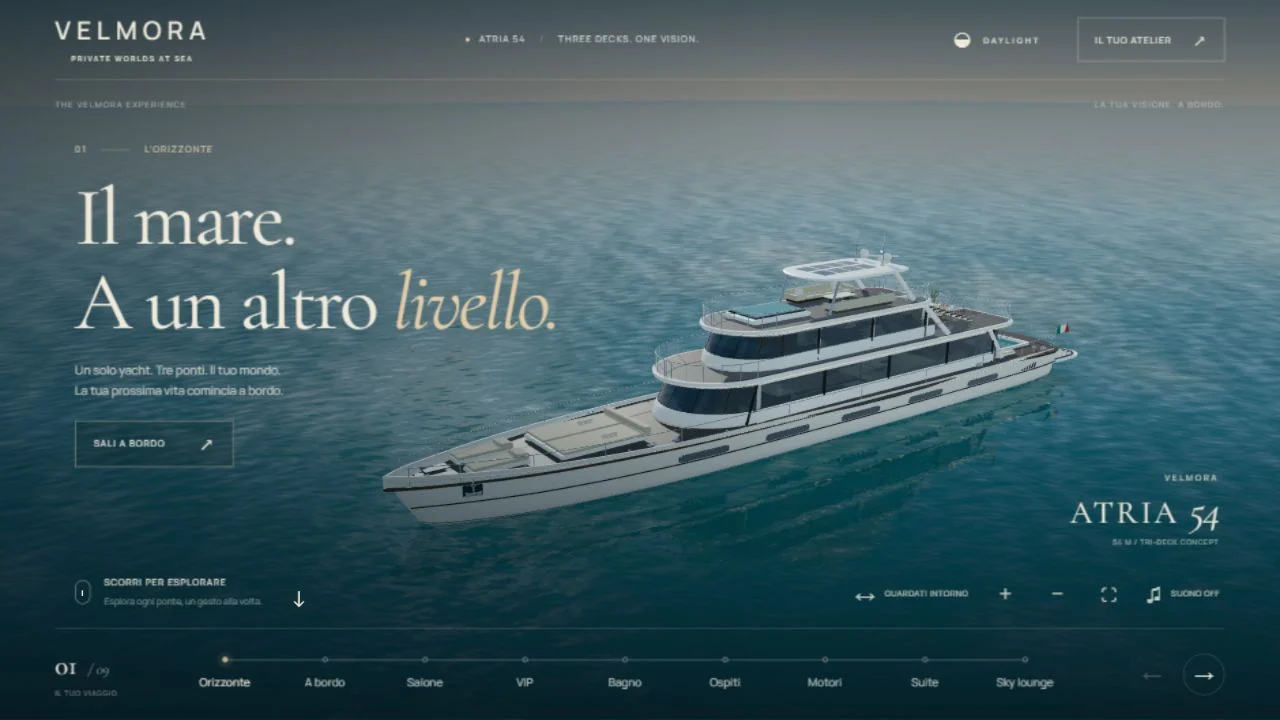 VELMORA
PRIVATE WORLDS AT SEA
ATRIA 54 / THREE DECKS. ONE VISION.
DAYLIGHT
IL TUO ATELIER ↗
THE VELMORA EXPERIENCE
LA TUA VISIONE. A BORDO.
01 — L'ORIZZONTE
Il mare.
A un altro livello.
Un solo yacht. Tre ponti. Il tuo mondo.
La tua prossima vita comincia a bordo.
SALI A BORDO ↗
VELMORA
ATRIA 54
54 M / TRI-DECK CONCEPT
SCORRI PER ESPLORARE
Esplora ogni ponte, un gesto alla volta.
↓
↔ GUARDATI INTORNO + − SUONO OFF
01 / 09
IL TUO VIAGGIO
Orizzonte A bordo Salone VIP Bagno Ospiti Motori Suite Sky lounge
← →